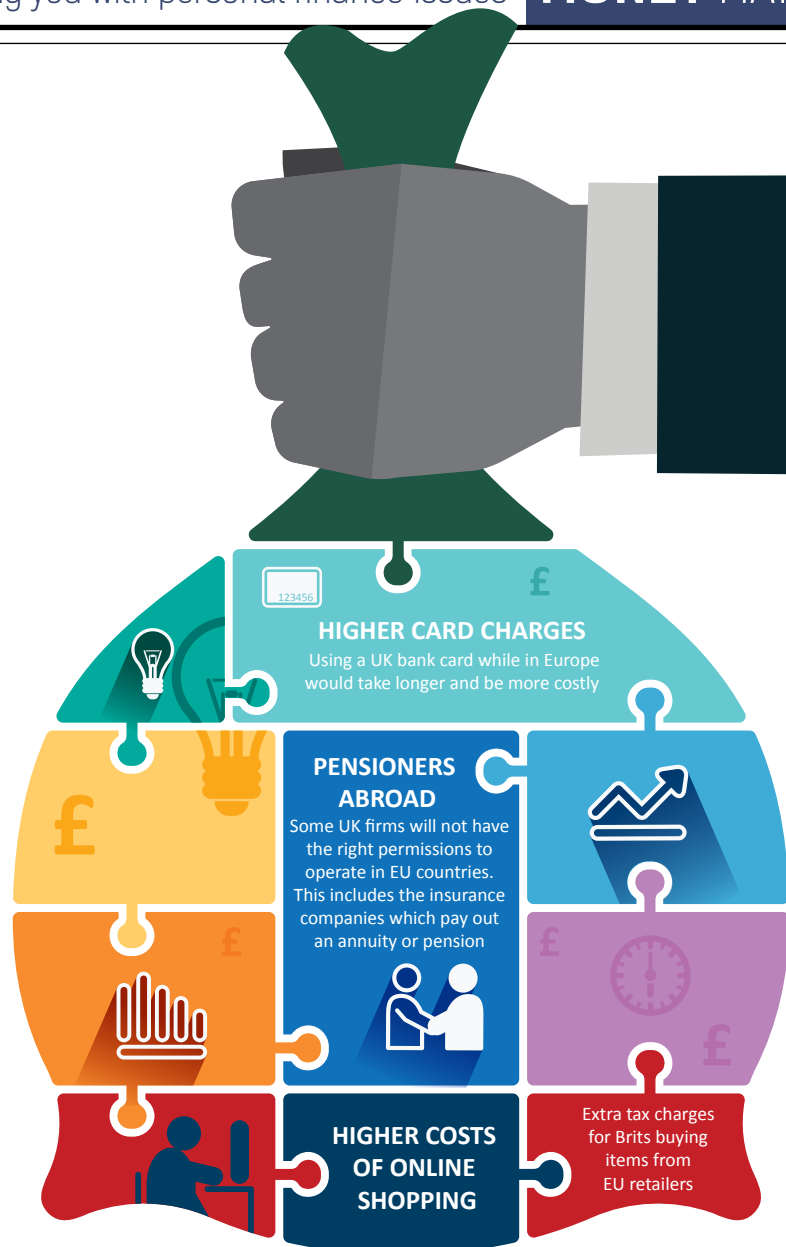 you with personal finance issues
123456
£
HIGHER CARD CHARGES
Using a UK bank card while in Europe
would take longer and be more costly
£
PENSIONERS
ABROAD
Some UK firms will not have
the right permissions to
operate in EU countries.
This includes the insurance
companies which pay out
an annuity or pension
£
£
£
HIGHER COSTS
OF ONLINE
SHOPPING
Extra tax charges
for Brits buying
items from
EU retailers